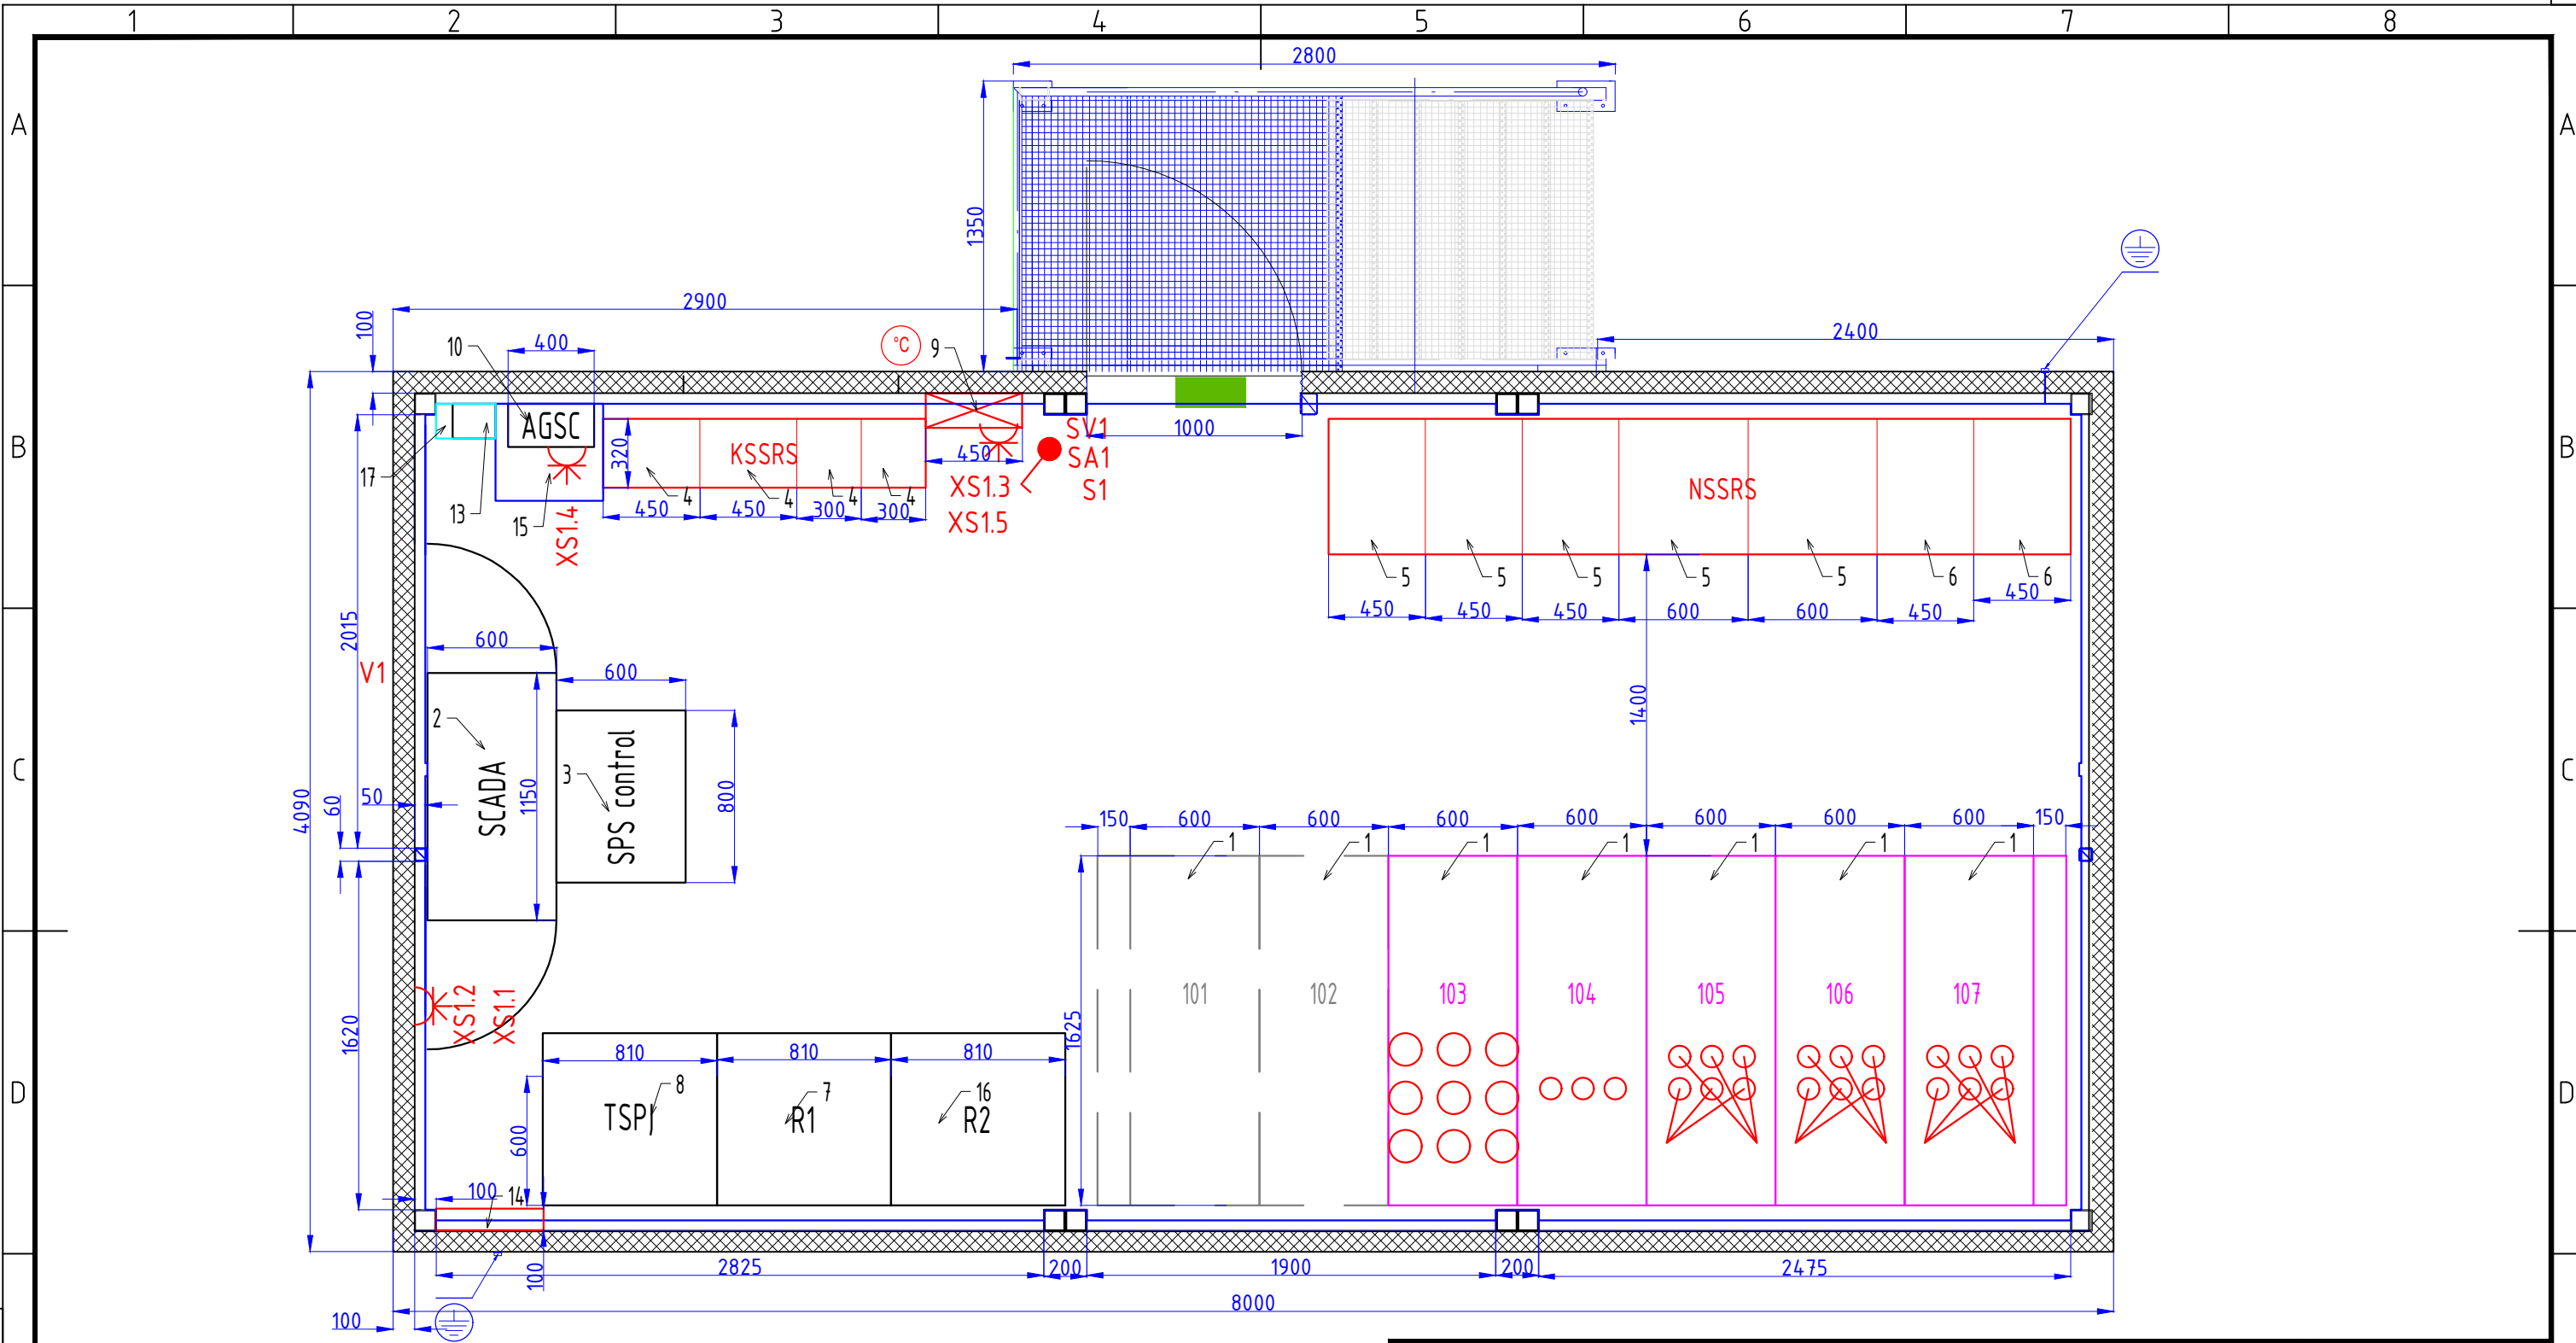 1 2 3 4 5 6 7 8
2800
A A
1350
2900
2400
100
10 400 °C 9
B AGSC SV1 1000 B
320 KSSRS 450 SA1
17 4 4 4 4 XS1.3 S1 NSSRS
13 15 XS1.4 450 450 300 300 XS1.5
5 5 5 5 5 6 6
450 450 450 600 600 450 450
2015
600
V1 600
1400
2
C SCADA 3 SPS control C
1150 800
4090 60 50
150 600 600 600 600 600 600 600 150
1 1 1 1 1 1 1
101 102 103 104 105 106 107
XS1.2 XS1.1
1620 1625
810 810 810
D 8 7 16 D
TSPJ R1 R2
600
100 14
2825 200 1900 200 2475
100
8000
100